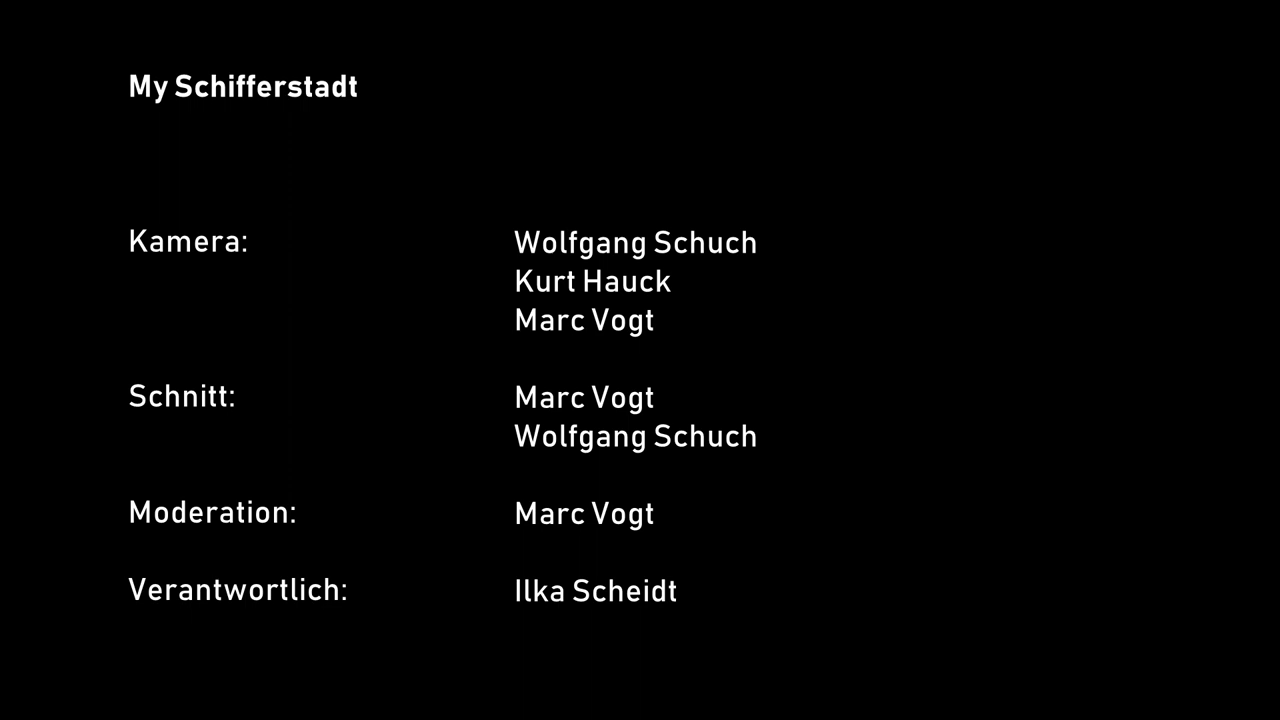 My Schifferstadt
Kamera: Wolfgang Schuch
Kurt Hauck
Marc Vogt
Schnitt: Marc Vogt
Wolfgang Schuch
Moderation: Marc Vogt
Verantwortlich: Ilka Scheidt